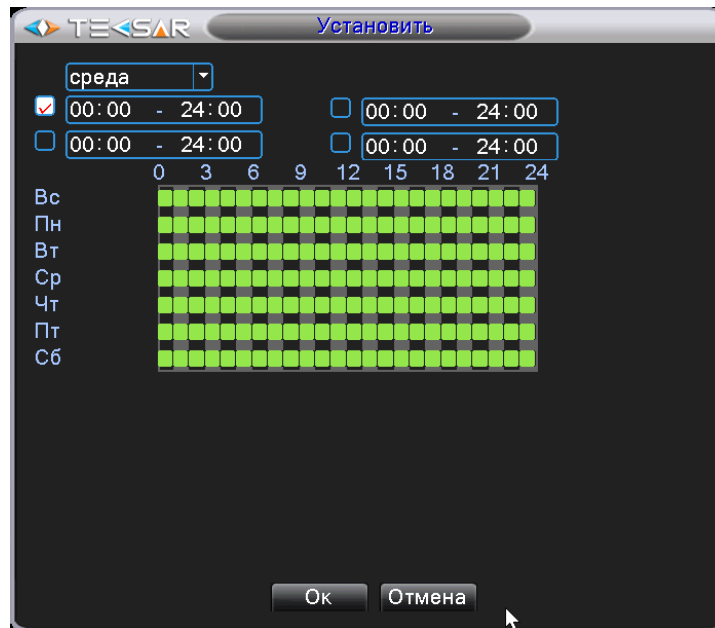 TEKSAR Установить
среда
00:00 - 24:00 00:00 - 24:00
00:00 - 24:00 00:00 - 24:00
0 3 6 9 12 15 18 21 24
Вс
Пн
Вт
Ср
Чт
Пт
Сб
Ок Отмена